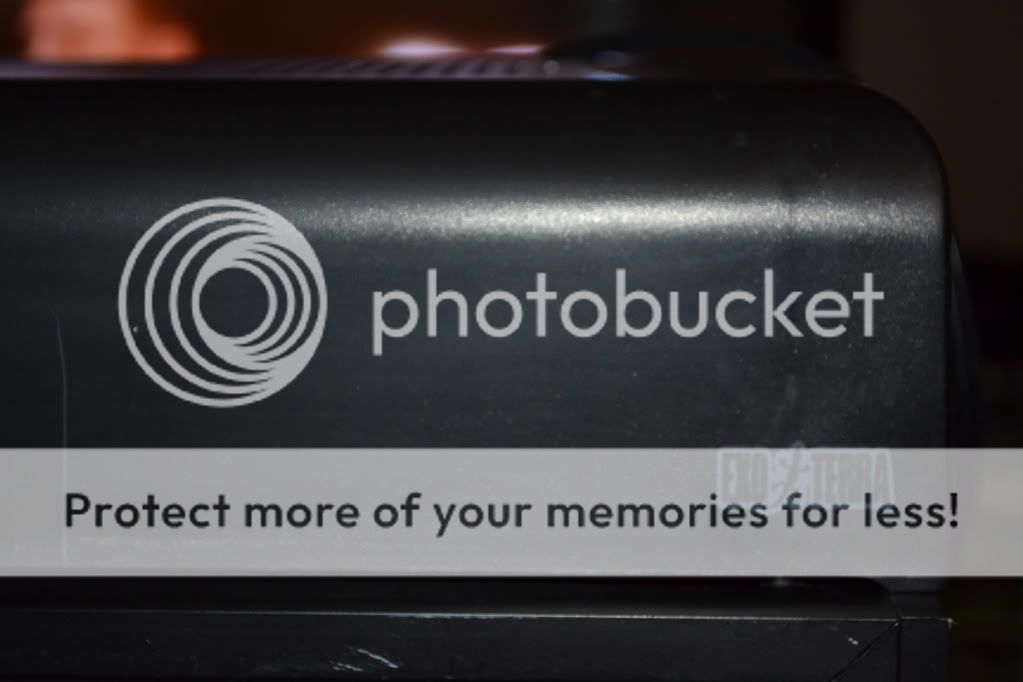 photobucket
EXO TERRA
Protect more of your memories for less!